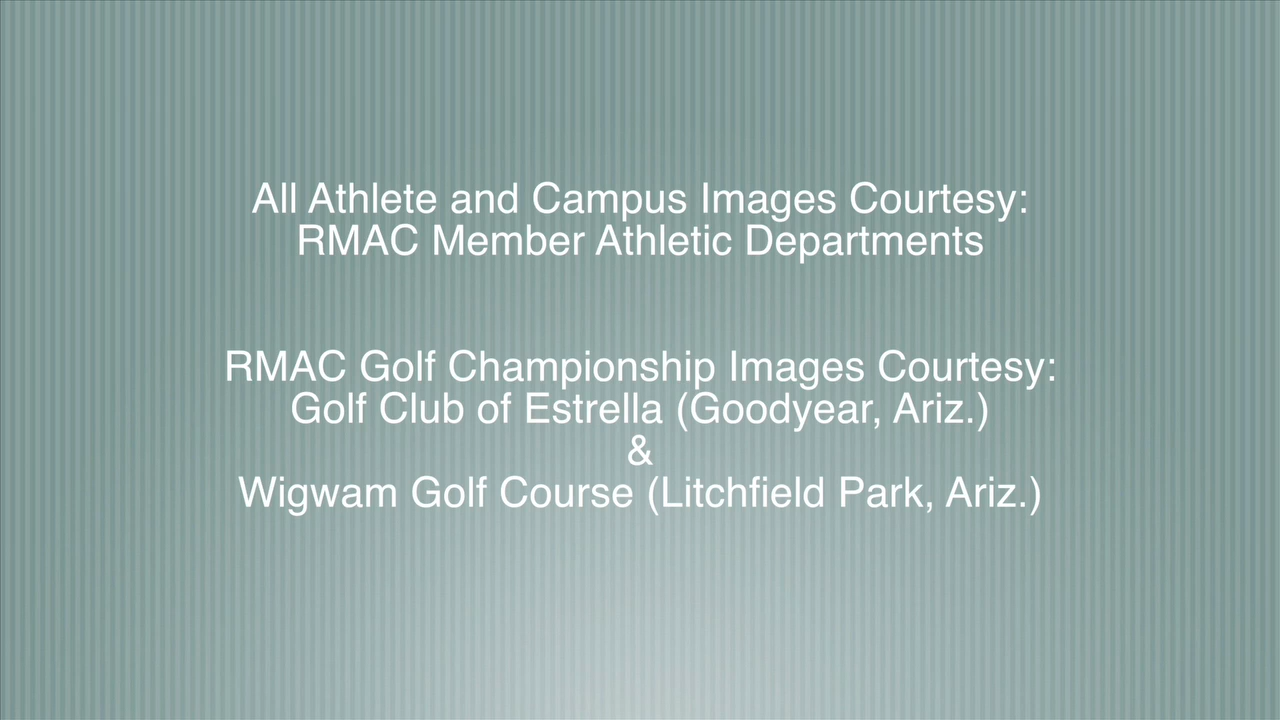 All Athlete and Campus Images Courtesy:
RMAC Member Athletic Departments
RMAC Golf Championship Images Courtesy:
Golf Club of Estrella (Goodyear, Ariz.)
&
Wigwam Golf Course (Litchfield Park, Ariz.)